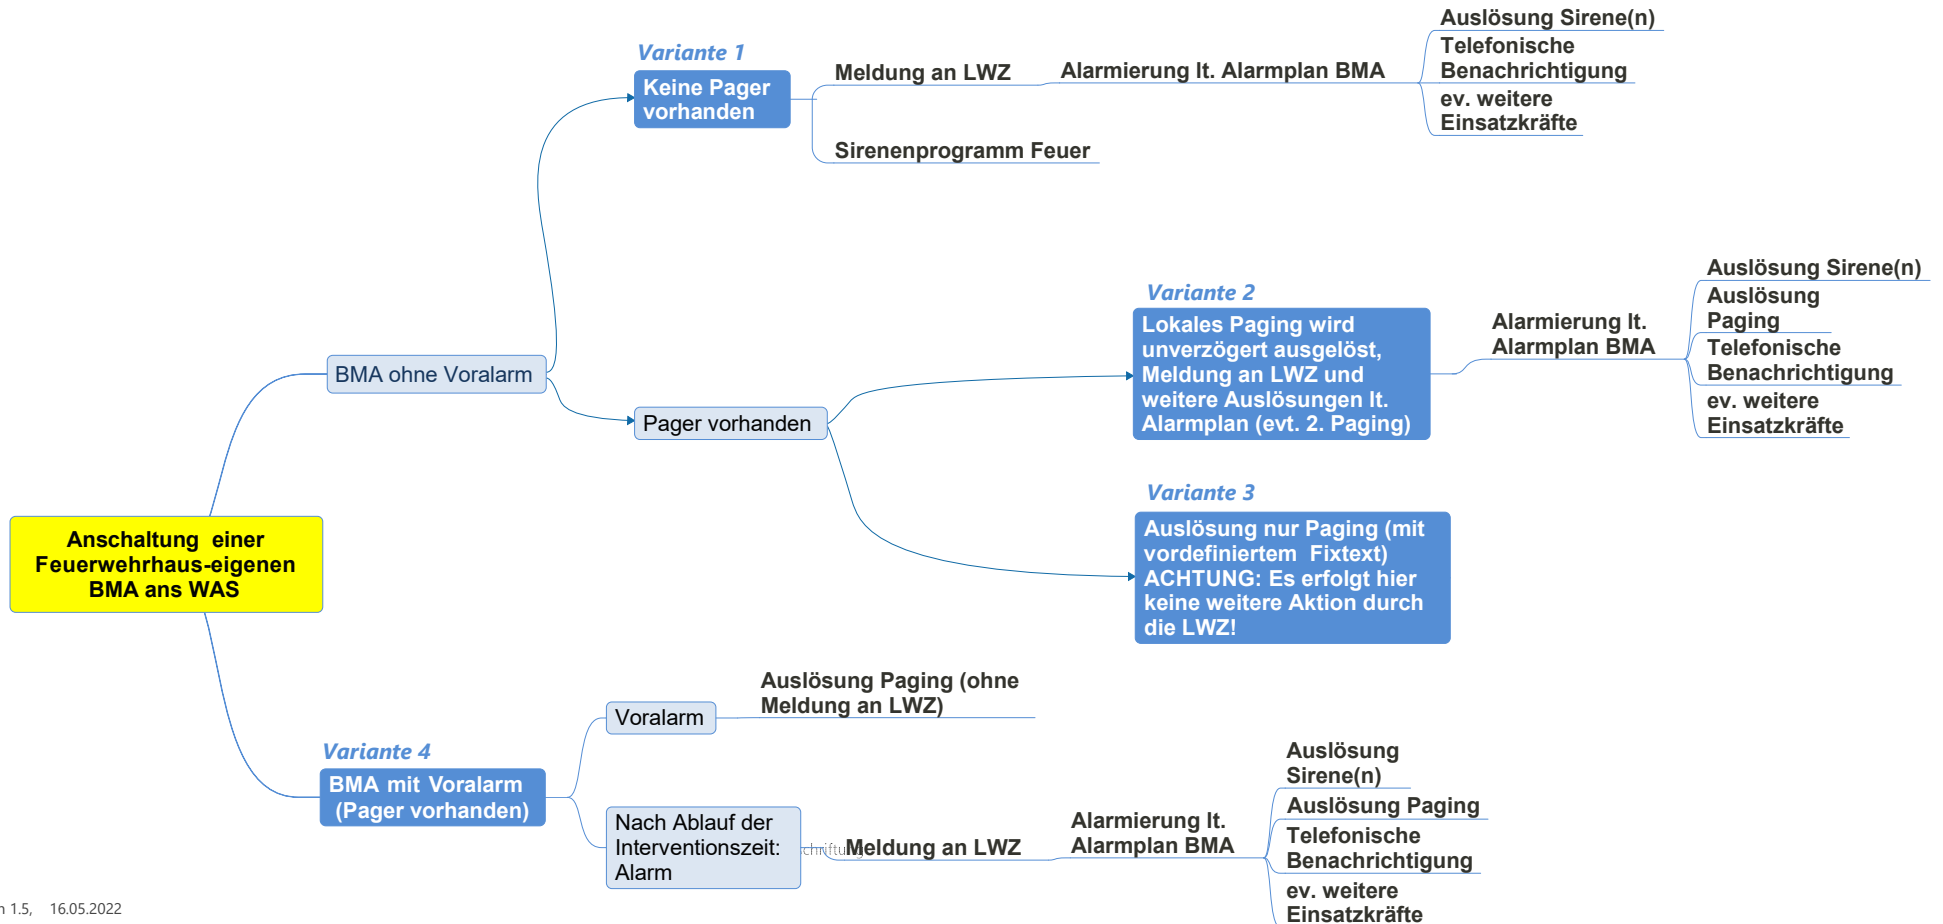 Variante 1
Keine Pager
vorhanden
Meldung an LWZ
Alarmierung lt. Alarmplan BMA
Auslösung Sirene(n)
Telefonische
Benachrichtigung
ev. weitere
Einsatzkräfte
Sirenenprogramm Feuer
BMA ohne Voralarm
Pager vorhanden
Variante 2
Lokales Paging wird
unverzögert ausgelöst,
Meldung an LWZ und
weitere Auslösungen lt.
Alarmplan (evt. 2. Paging)
Alarmierung lt.
Alarmplan BMA
Auslösung Sirene(n)
Auslösung
Paging
Telefonische
Benachrichtigung
ev. weitere
Einsatzkräfte
Variante 3
Auslösung nur Paging (mit
vordefiniertem Fixtext)
ACHTUNG: Es erfolgt hier
keine weitere Aktion durch
die LWZ!
Anschaltung einer
Feuerwehrhaus-eigenen
BMA ans WAS
Variante 4
BMA mit Voralarm
(Pager vorhanden)
Voralarm
Auslösung Paging (ohne
Meldung an LWZ)
Nach Ablauf der
Interventionszeit:
Alarm
Meldung an LWZ
Alarmierung lt.
Alarmplan BMA
Auslösung
Sirene(n)
Auslösung Paging
Telefonische
Benachrichtigung
ev. weitere
Einsatzkräfte
n 1.5, 16.05.2022